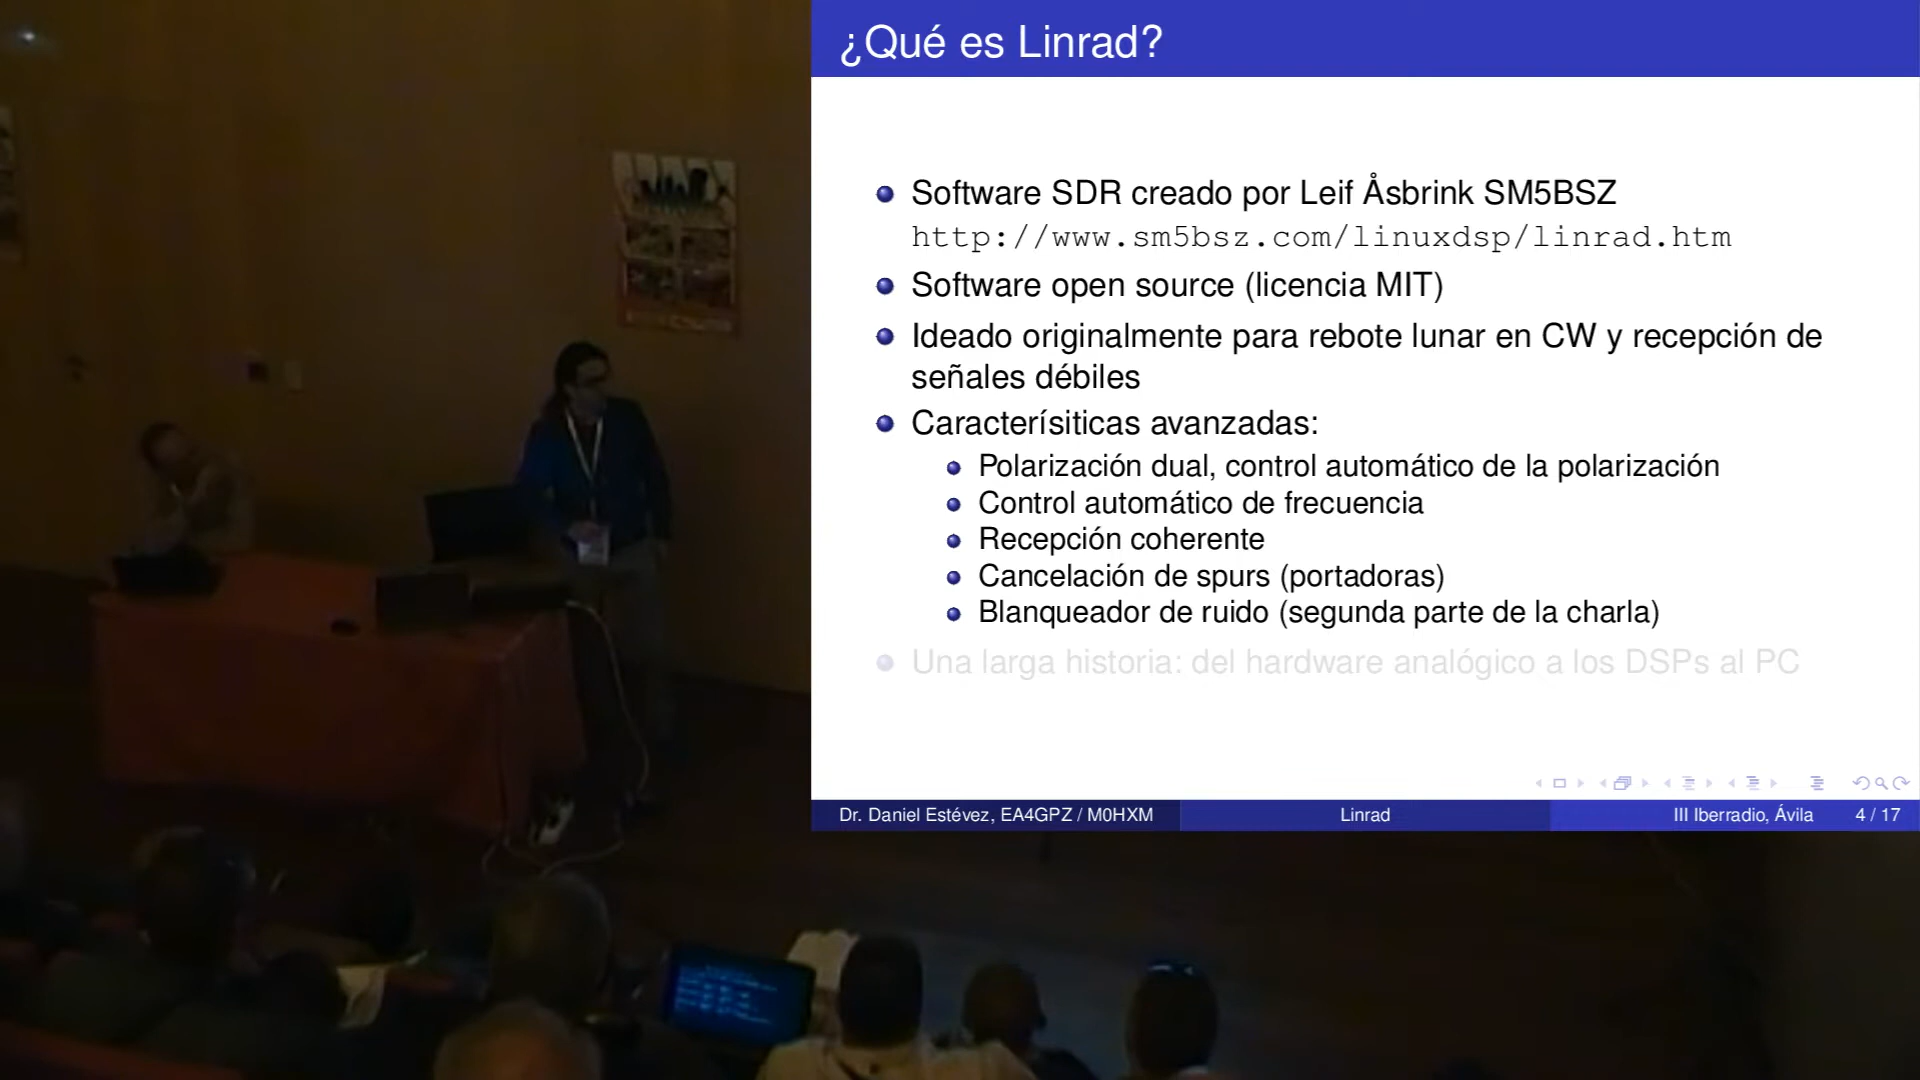 ¿Qué es Linrad?
Software SDR creado por Leif Åsbrink SM5BSZ
http://www.sm5bsz.com/linuxdsp/linrad.htm
Software open source (licencia MIT)
Ideado originalmente para rebote lunar en CW y recepción de
señales débiles
Caracterísiticas avanzadas:
Polarización dual, control automático de la polarización
Control automático de frecuencia
Recepción coherente
Cancelación de spurs (portadoras)
Blanqueador de ruido (segunda parte de la charla)
Una larga historia: del hardware analógico a los DSPs al PC
Dr. Daniel Estévez, EA4GPZ / M0HXM
Linrad
III Iberradio, Ávila
4 / 17